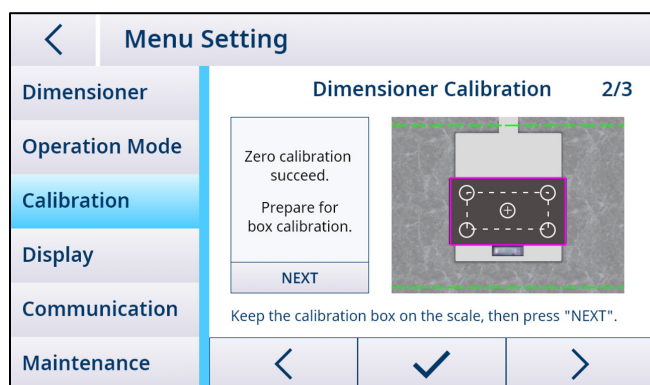 Menu Setting
Dimensioner
Operation Mode
Calibration
Display
Communication
Maintenance
Dimensioner Calibration 2/3
Zero calibration
succeed.
Prepare for
box calibration.
NEXT
Keep the calibration box on the scale, then press "NEXT".